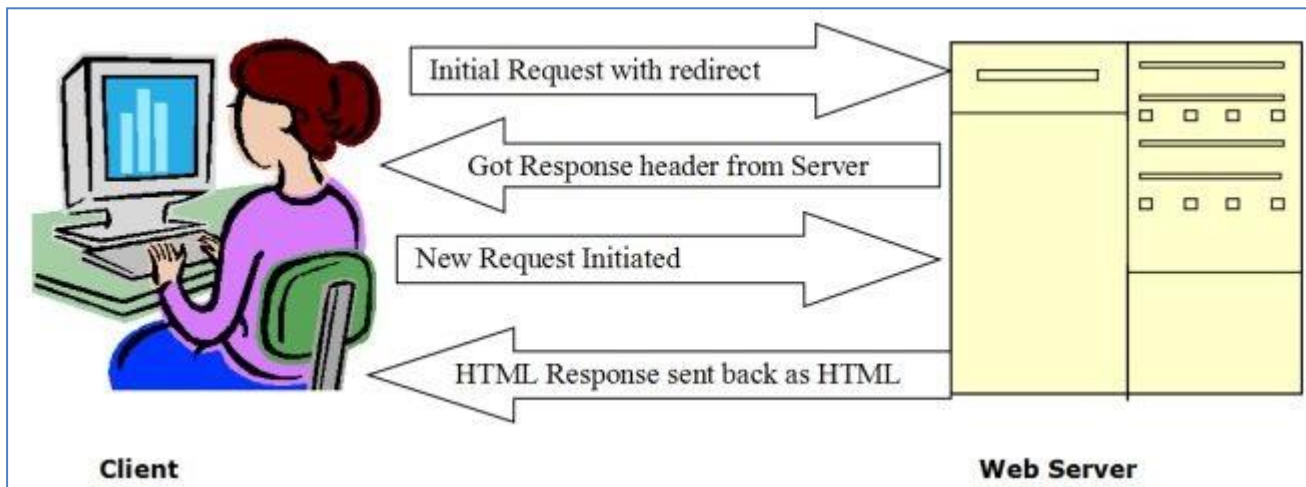 Initial Request with redirect
Got Response header from Server
New Request Initiated
HTML Response sent back as HTML
Client
Web Server